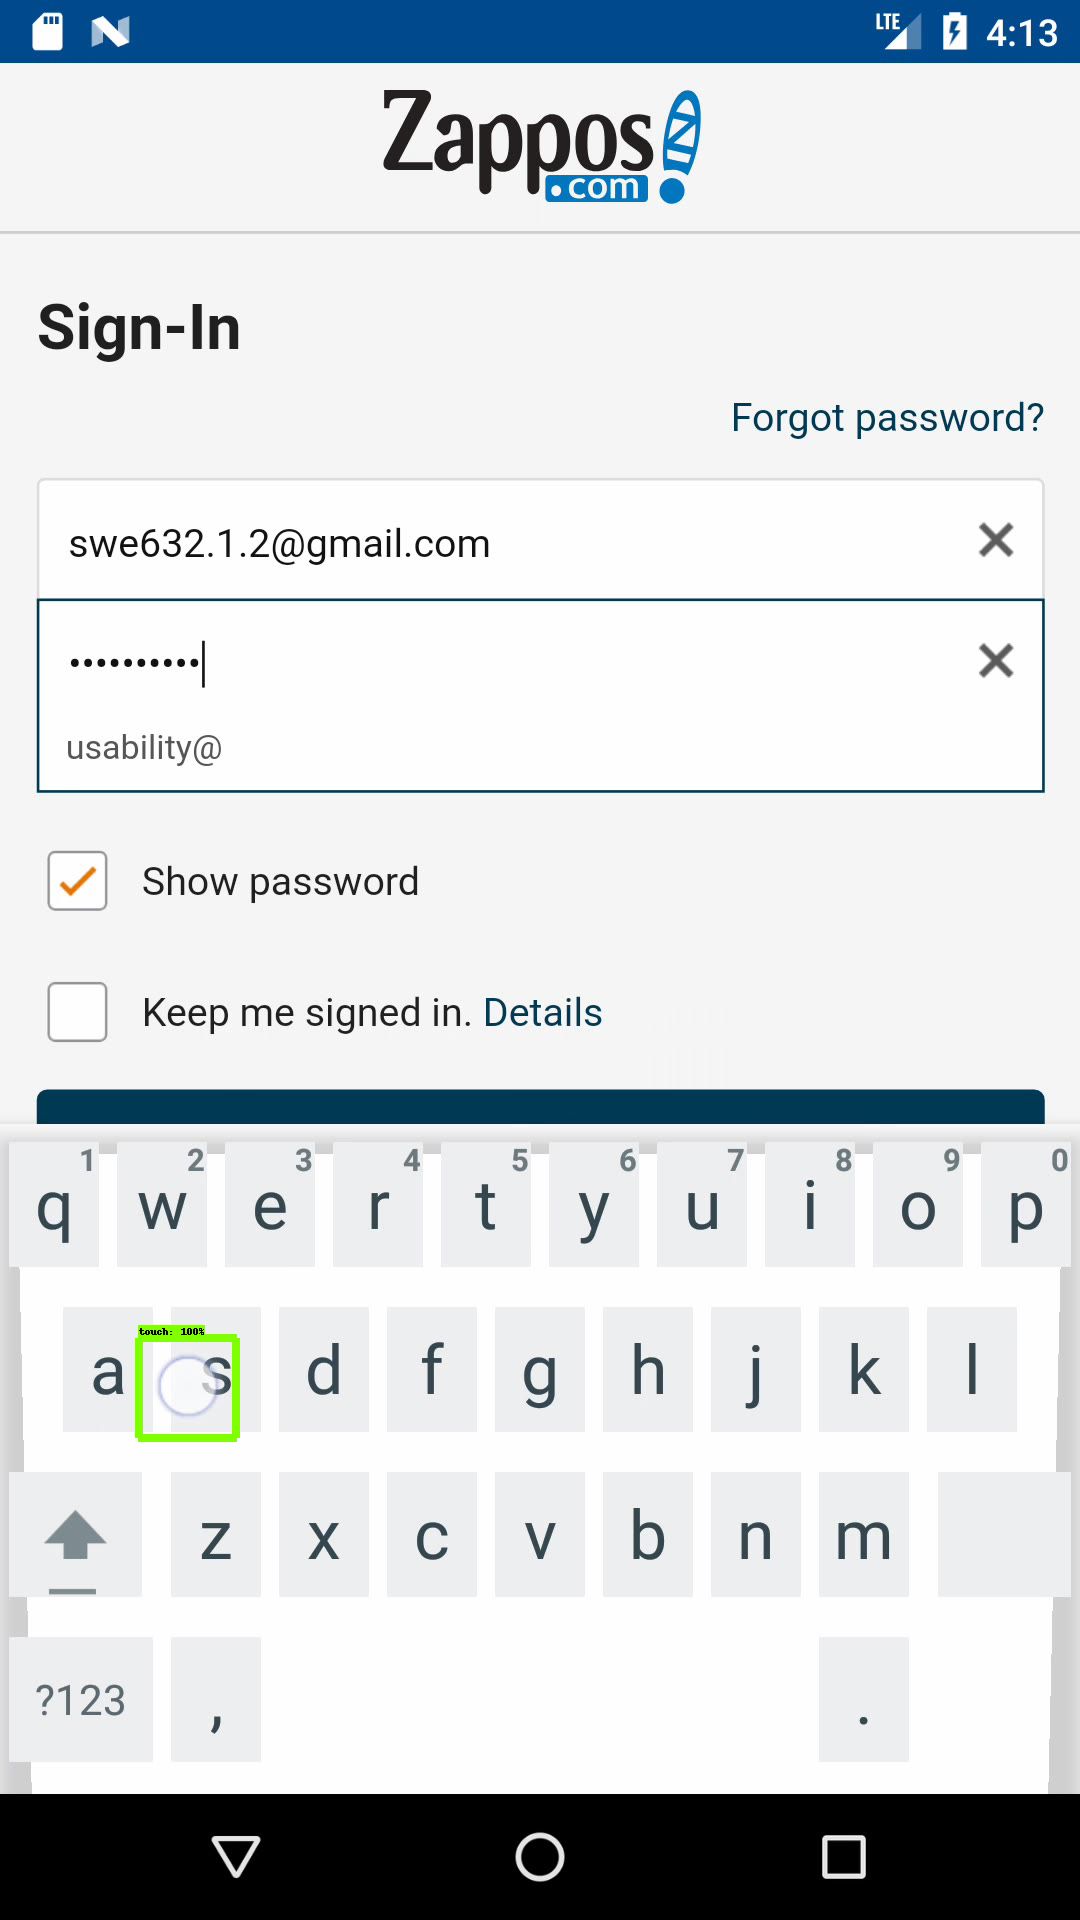 LTE 4:13
Zappos
.com
Sign-In
Forgot password?
swe632.1.2@gmail.com
••••••••••
usability@
Show password
Keep me signed in. Details
1 2 3 4 5 6 7 8 9 0
q w e r t y u i o p
touch: 100%
a s d f g h j k l
z x c v b n m
?123 , .